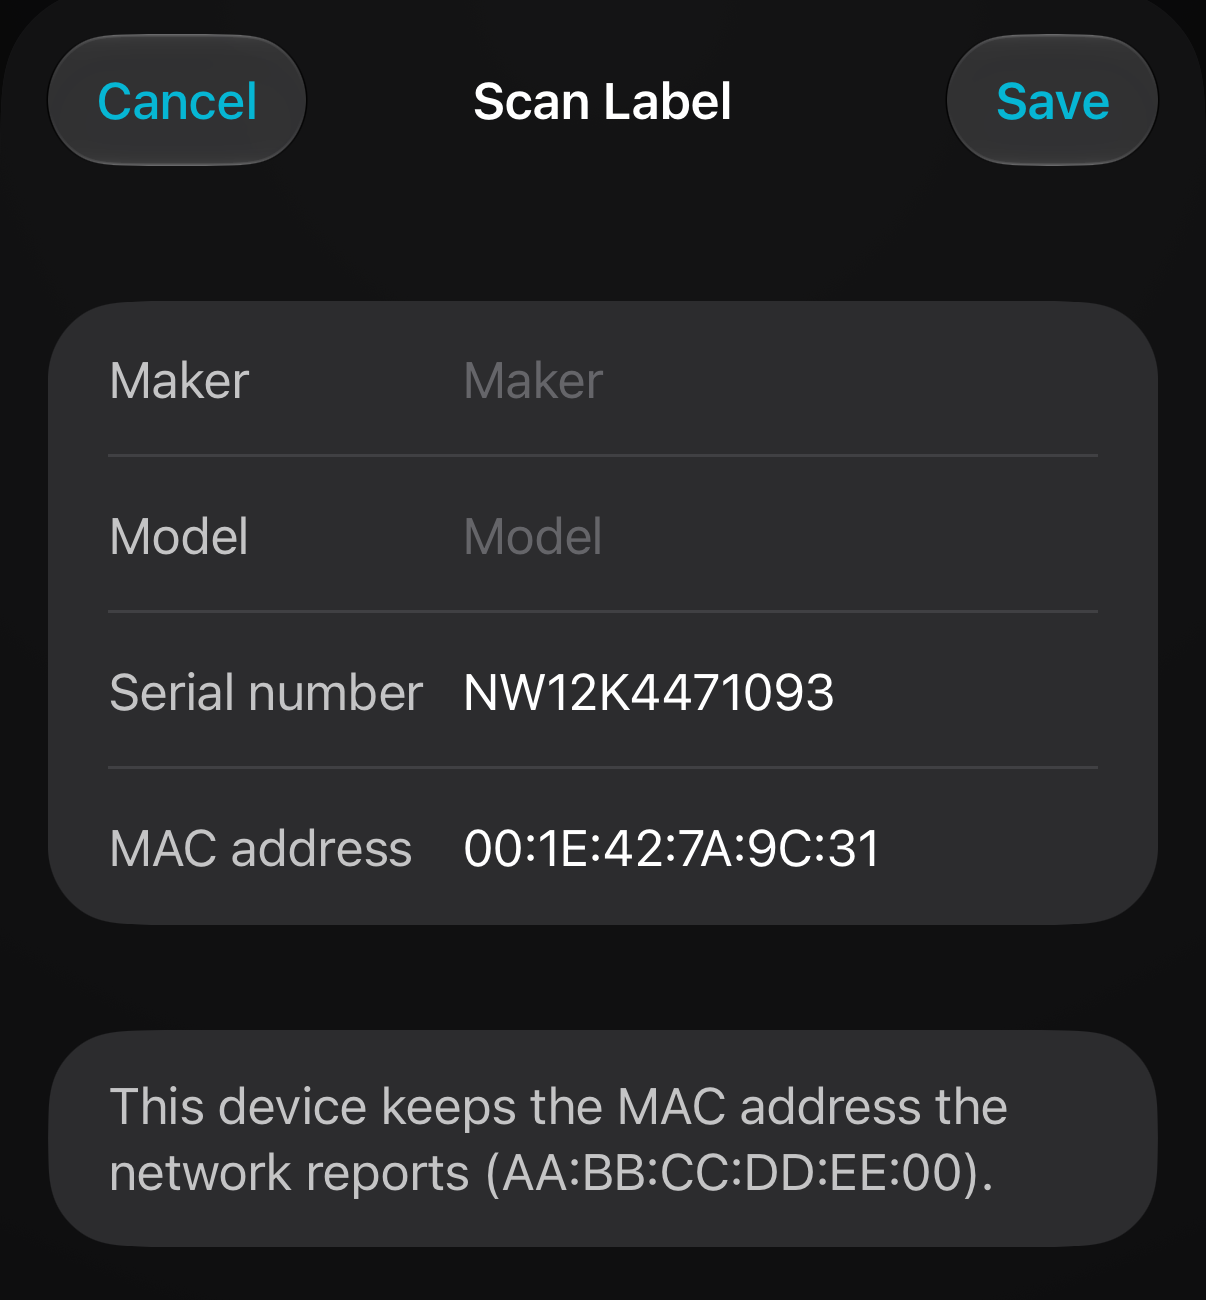 Cancel
Scan Label
Save
Maker
Maker
Model
Model
Serial number
NW12K4471093
MAC address
00:1E:42:7A:9C:31
This device keeps the MAC address the
network reports (AA:BB:CC:DD:EE:00).